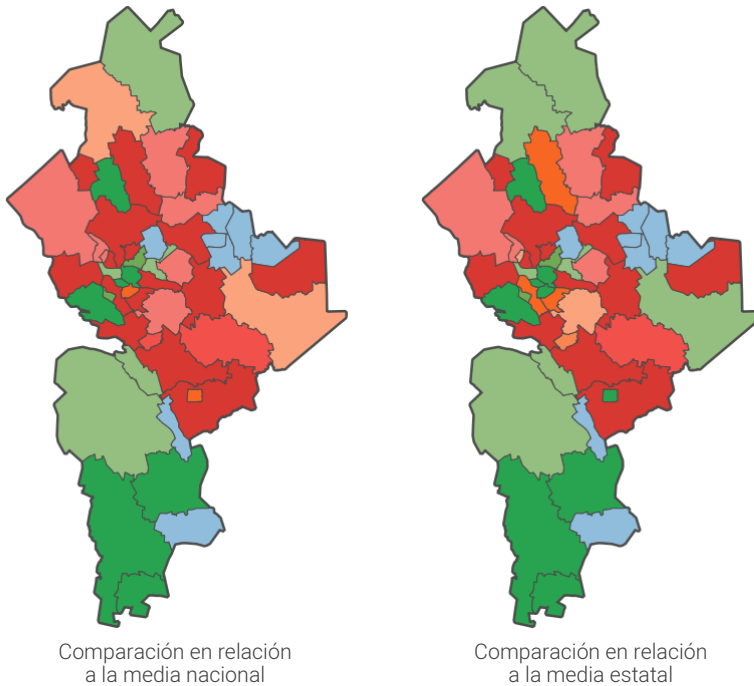 Comparación en relación
a la media nacional
Comparación en relación
a la media estatal